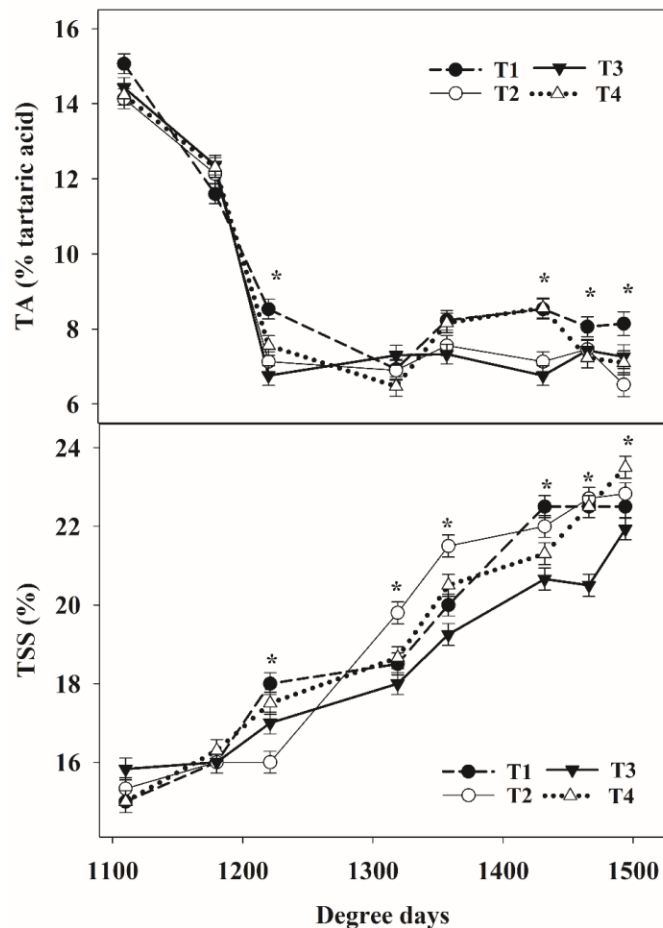 16
14
12
10
8
6
TA (% tartaric acid)
T1 T3
T2 T4
* * * *
24
22
20
18
16
TSS (%)
* * * * * *
T1 T3
T2 T4
1100 1200 1300 1400 1500
Degree days